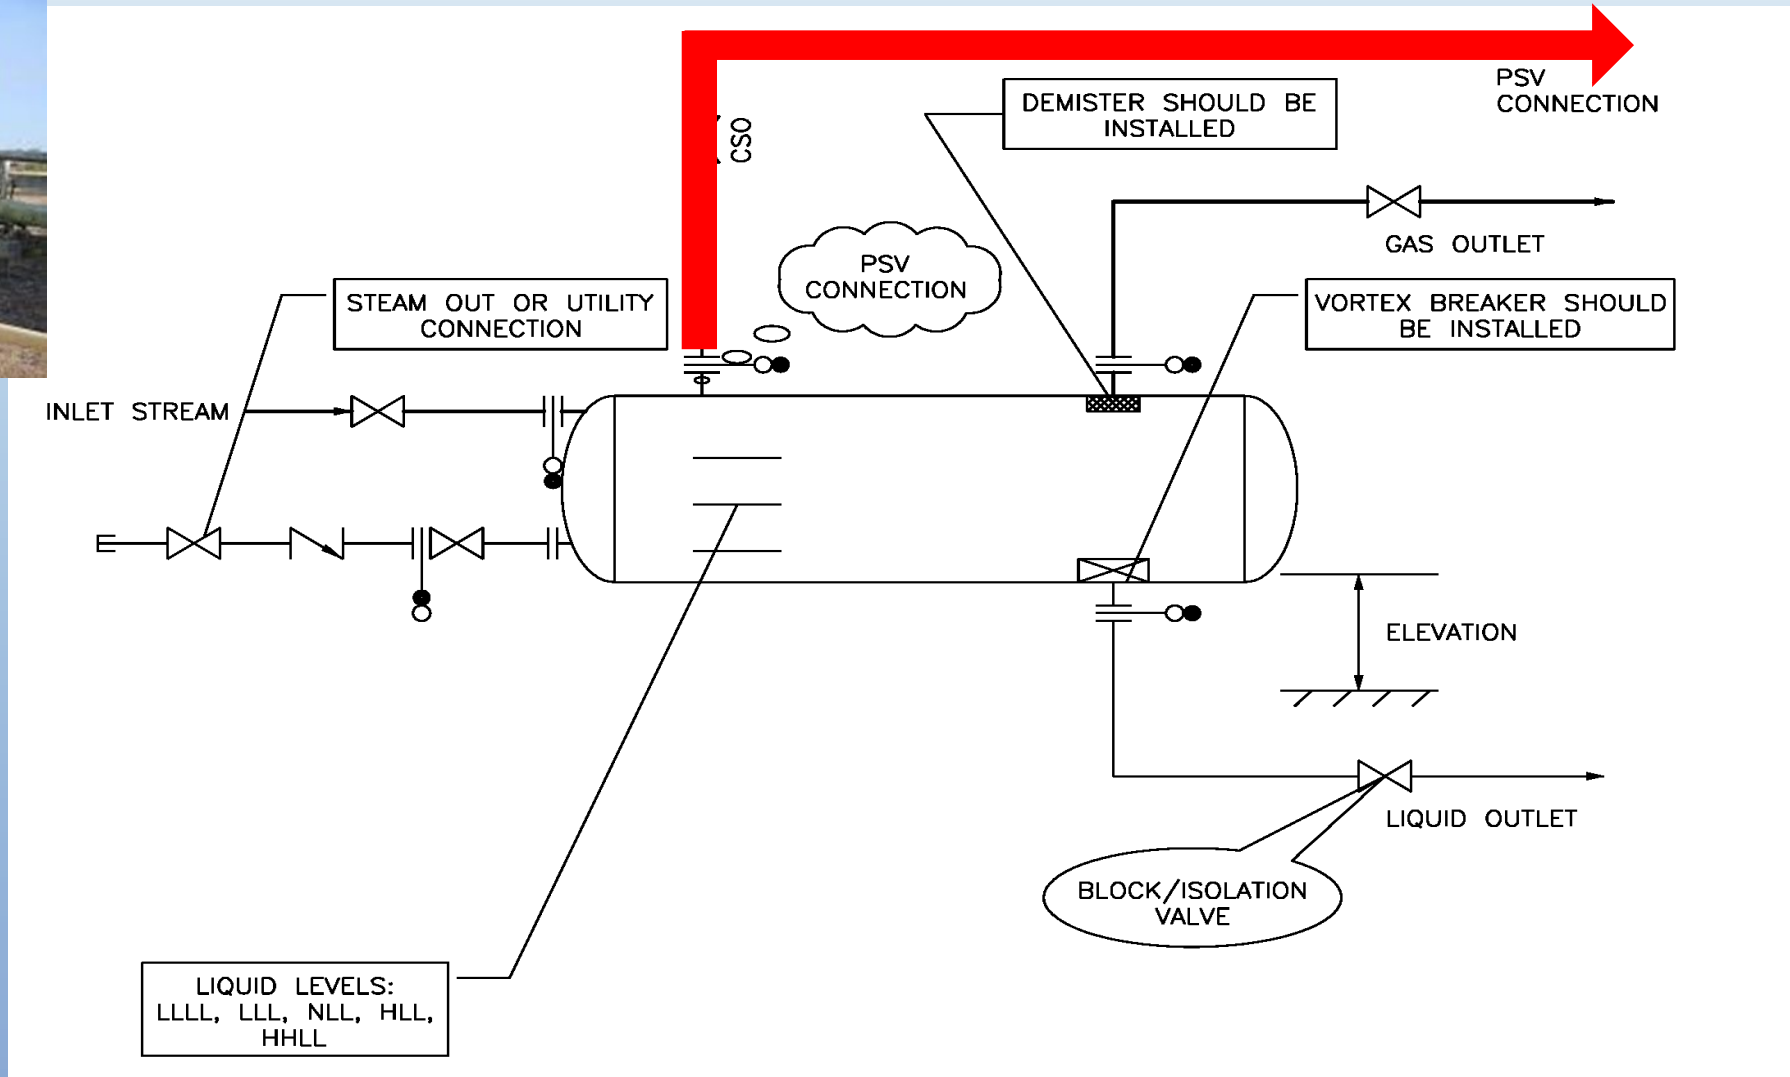 PSV
CONNECTION
DEMISTER SHOULD BE
INSTALLED
CSO
GAS OUTLET
PSV
CONNECTION
STEAM OUT OR UTILITY
CONNECTION
VORTEX BREAKER SHOULD
BE INSTALLED
INLET STREAM
ELEVATION
LIQUID OUTLET
BLOCK/ISOLATION
VALVE
LIQUID LEVELS:
LLLL, LLL, NLL, HLL,
HHLL